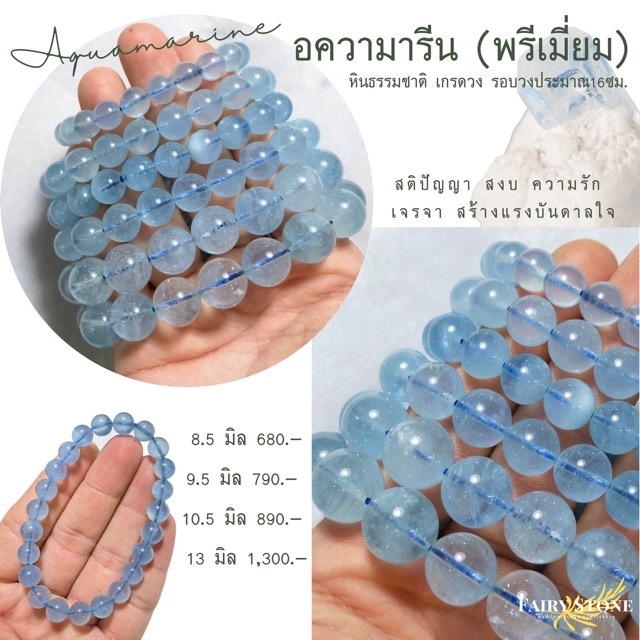 Aquamarine
อความารีน (พรีเมี่ยม)
หินธรรมชาติ เกรดวง รอบวงประมาณ16ซม.
สติปัญญา สงบ ความรัก
เจรจา สร้างแรงบันดาลใจ
8.5 มิล 680.–
9.5 มิล 790.–
10.5 มิล 890.–
13 มิล 1,300.–
FAIRY STONE